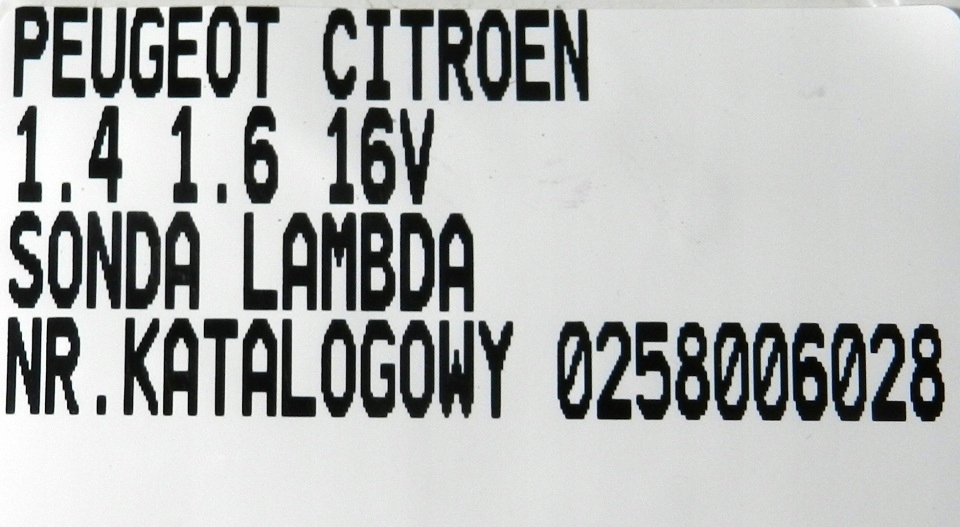 PEUGEOT CITROEN
1.4 1.6 16V
SONDA LAMBDA
NR.KATALOGOWY 0258006028